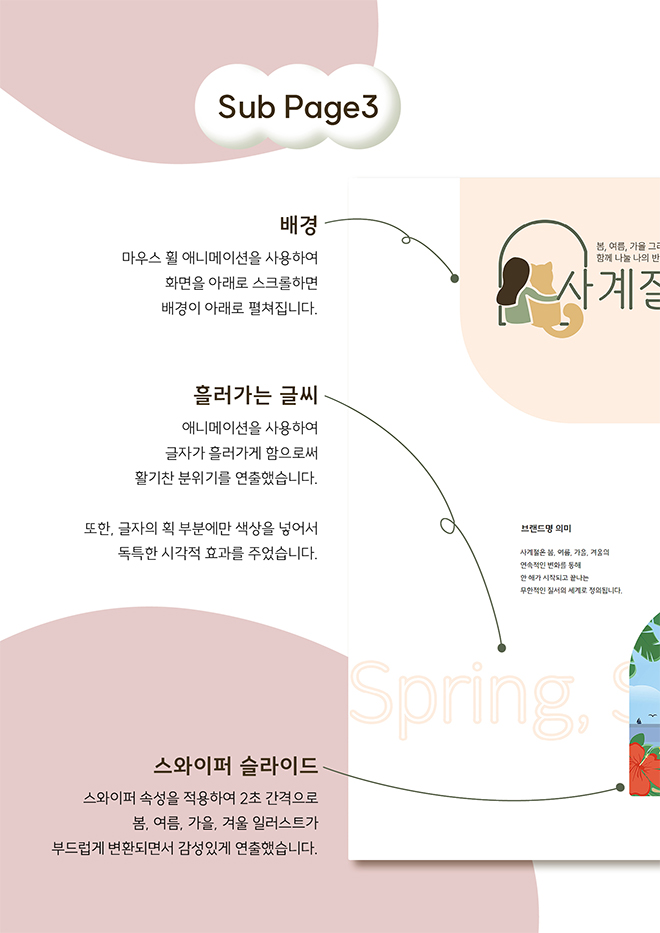 Sub Page3
배경
마우스 휠 애니메이션을 사용하여
화면을 아래로 스크롤하면
배경이 아래로 펼쳐집니다.
봄, 여름, 가을 그리
함께 나눌 나의 반
사계절
흘러가는 글씨
애니메이션을 사용하여
글자가 흘러가게 함으로써
활기찬 분위기를 연출했습니다.
또한, 글자의 획 부분에만 색상을 넣어서
독특한 시각적 효과를 주었습니다.
브랜드명 의미
사계절은 봄, 여름, 가을, 겨울의
연속적인 변화를 통해
한 해가 시작되고 끝나는
무한적인 질서의 세계로 정의됩니다.
Spring, S
스와이퍼 슬라이드
스와이퍼 속성을 적용하여 2초 간격으로
봄, 여름, 가을, 겨울 일러스트가
부드럽게 변환되면서 감성있게 연출했습니다.